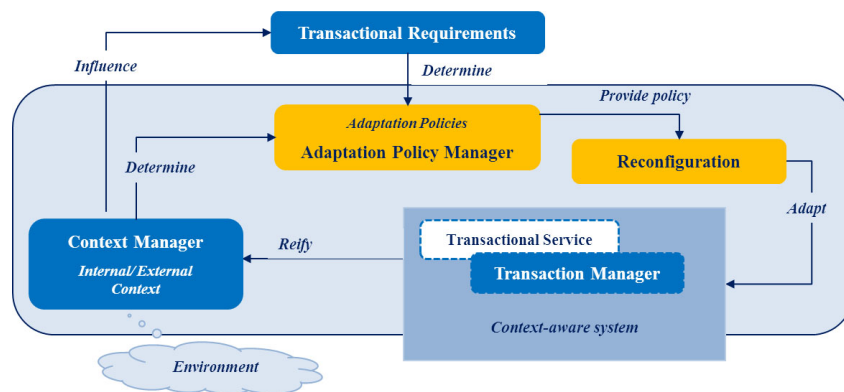 Transactional Requirements
Influence
Determine
Provide policy
Adaptation Policies
Adaptation Policy Manager
Determine
Reconfiguration
Adapt
Context Manager
Internal/External
Context
Reify
Transactional Service
Transaction Manager
Context-aware system
Environment